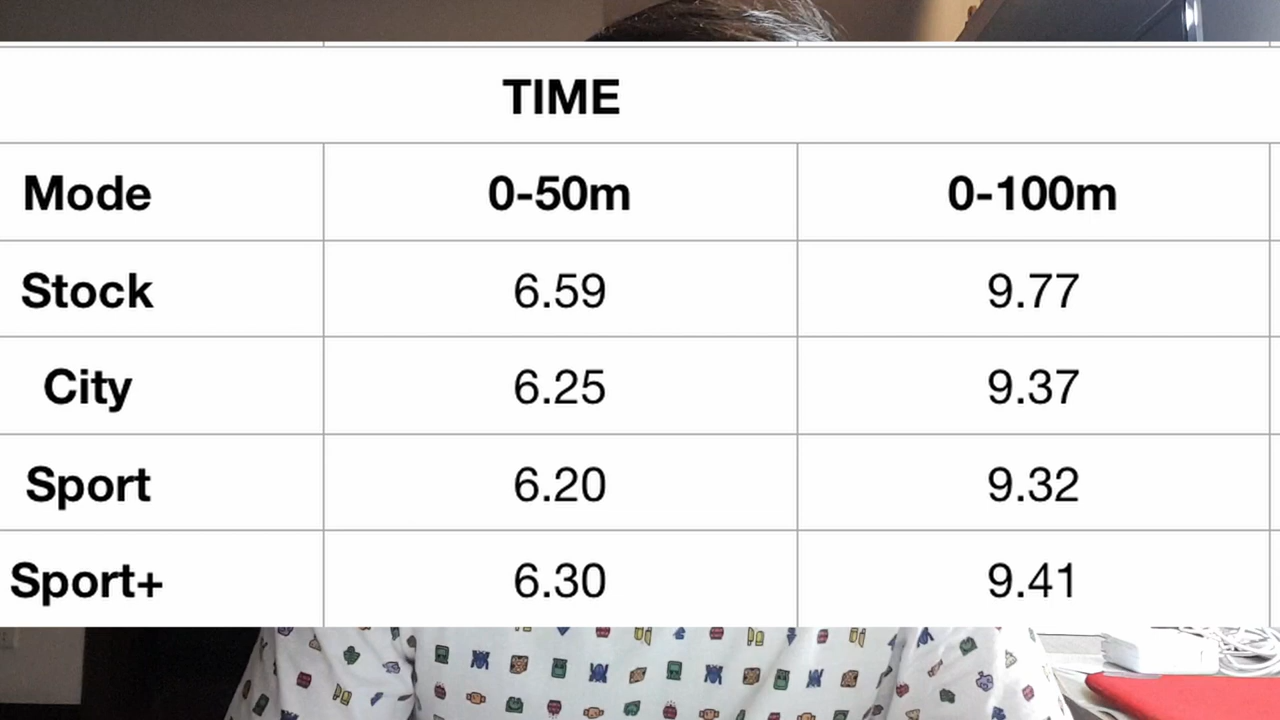 TIME
Mode 0-50m 0-100m
Stock 6.59 9.77
City 6.25 9.37
Sport 6.20 9.32
Sport+ 6.30 9.41